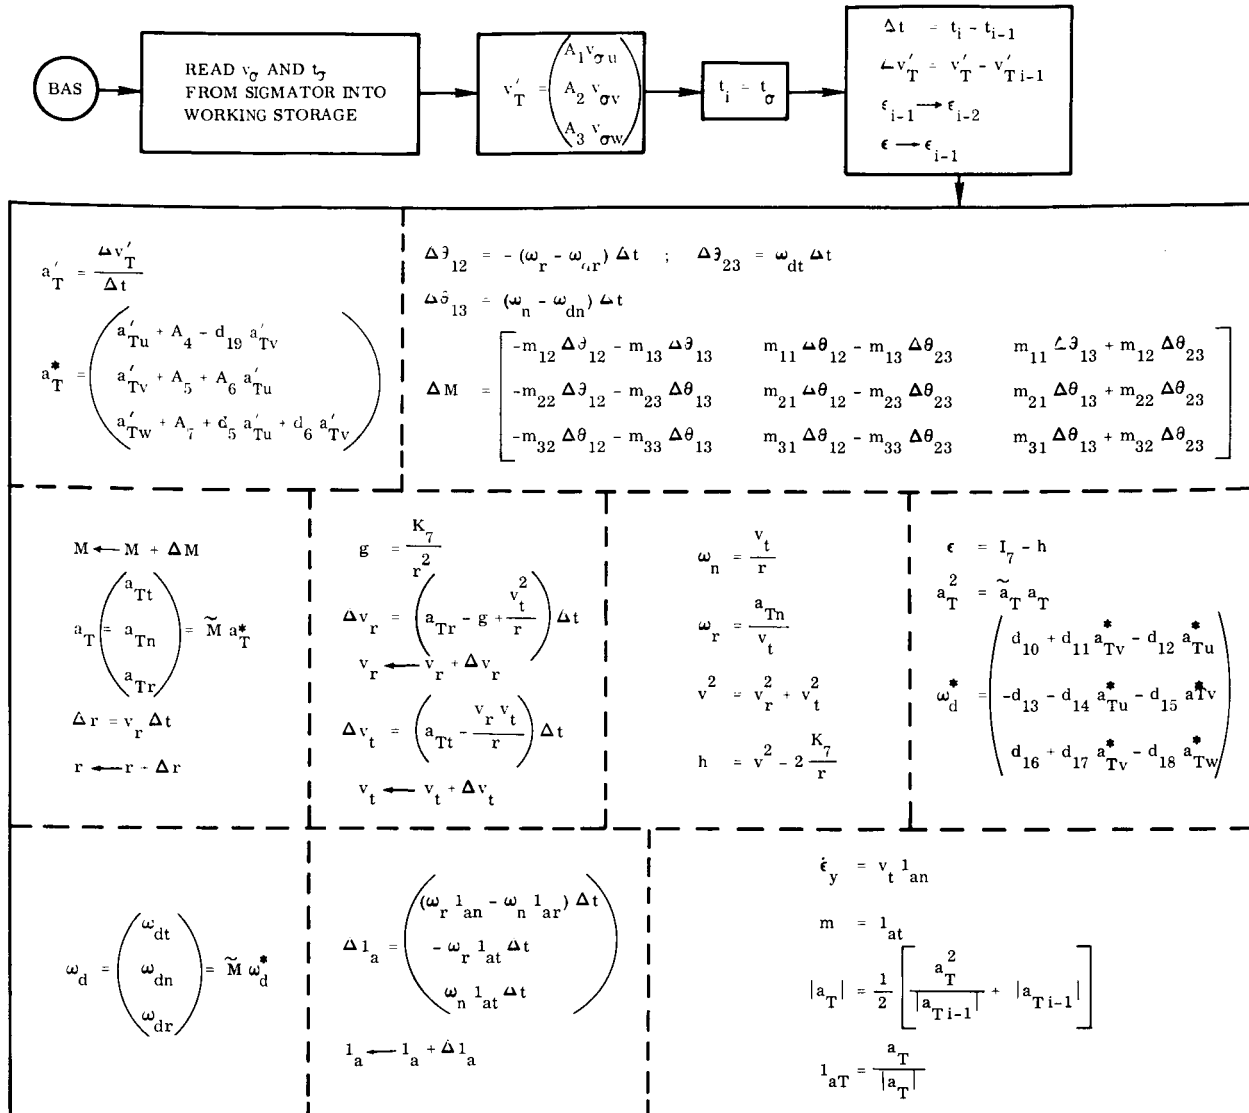 BAS
READ v_σ AND t_σ
FROM SIGMATOR INTO
WORKING STORAGE
v'_T = ( A_1 v_σu
A_2 v_σv
A_3 v_σw )
t_i = t_σ
Δt = t_i - t_i-1
Δv'_T = v'_T - v'_T i-1
ε_i-1 → ε_i-2
ε → ε_i-1
a'_T = Δv'_T / Δt
a*_T = ( a'_Tu + A_4 - d_19 a'_Tv
a'_Tv + A_5 + A_6 a'_Tu
a'_Tw + A_7 + d_5 a'_Tu + d_6 a'_Tv )
Δθ_12 = - (ω_r - ω_dr) Δt ; Δθ_23 = ω_dt Δt
Δθ_13 = (ω_n - ω_dn) Δt
ΔM = [ -m_12 Δθ_12 - m_13 Δθ_13 m_11 Δθ_12 - m_13 Δθ_23 m_11 Δθ_13 + m_12 Δθ_23
-m_22 Δθ_12 - m_23 Δθ_13 m_21 Δθ_12 - m_23 Δθ_23 m_21 Δθ_13 + m_22 Δθ_23
-m_32 Δθ_12 - m_33 Δθ_13 m_31 Δθ_12 - m_33 Δθ_23 m_31 Δθ_13 + m_32 Δθ_23 ]
M ← M + ΔM
a_T = ( a_Tt
a_Tn
a_Tr ) = M̃ a*_T
Δr = v_r Δt
r ← r + Δr
g = K_7 / r^2
Δv_r = ( a_Tr - g + v_t^2 / r ) Δt
v_r ← v_r + Δv_r
Δv_t = ( a_Tt - v_r v_t / r ) Δt
v_t ← v_t + Δv_t
ω_n = v_t / r
ω_r = a_Tn / v_t
v^2 = v_r^2 + v_t^2
h = v^2 - 2 K_7 / r
ε = I_7 - h
a_T^2 = ã_T a_T
ω*_d = ( d_10 + d_11 a*_Tv - d_12 a*_Tu
-d_13 - d_14 a*_Tu - d_15 a*_Tv
d_16 + d_17 a*_Tv - d_18 a*_Tw )
ω_d = ( ω_dt
ω_dn
ω_dr ) = M̃ ω*_d
Δ1_a = ( (ω_r 1_an - ω_n 1_ar) Δt
- ω_r 1_at Δt
ω_n 1_at Δt )
1_a ← 1_a + Δ1_a
ε̇_y = v_t 1_an
m = 1_at
|a_T| = 1/2 [ a_T^2 / |a_T i-1| + |a_T i-1| ]
1_aT = a_T / |a_T|